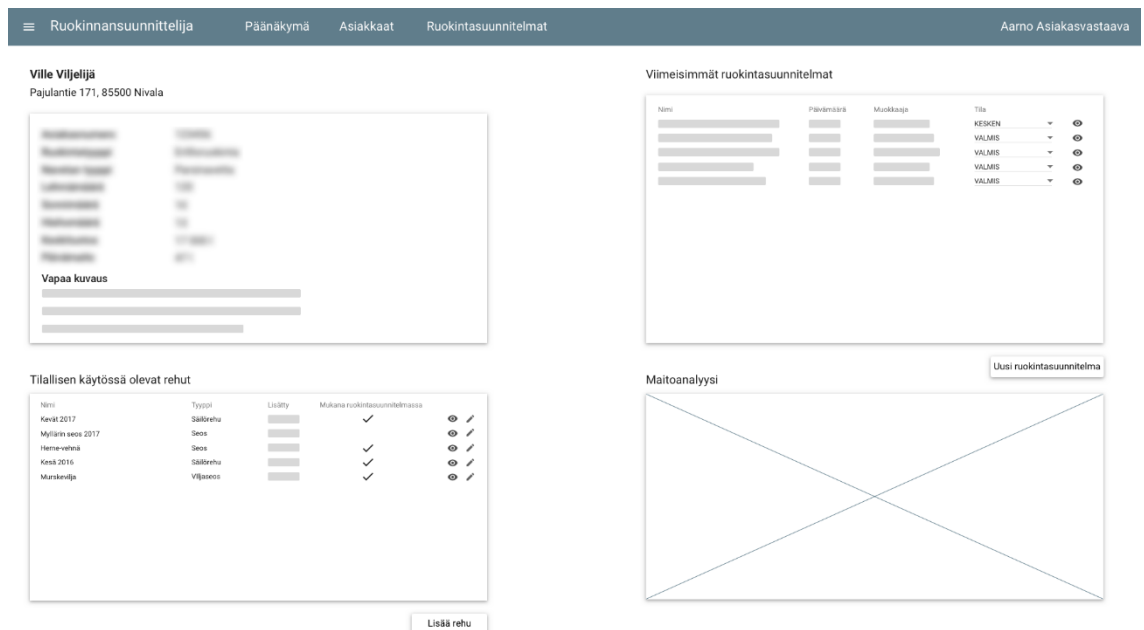 Ruokinnansuunnittelija Päänäkymä Asiakkaat Ruokintasuunnitelmat Aarno Asiakasvastaava
Ville Viljelijä
Pajulantie 171, 85500 Nivala
Vapaa kuvaus
Viimeisimmät ruokintasuunnitelmat
Nimi Päivämäärä Muokkaaja Tila
KESKEN
VALMIS
VALMIS
VALMIS
VALMIS
Uusi ruokintasuunnitelma
Tilallisen käytössä olevat rehut
Nimi Tyyppi Lisätty Mukana ruokintasuunnitelmassa
Kevät 2017 Säilörehu
Myllärin seos 2017 Seos
Herne-vehnä Seos
Kesä 2016 Säilörehu
Murskevilja Viljaseos
Lisää rehu
Maitoanalyysi